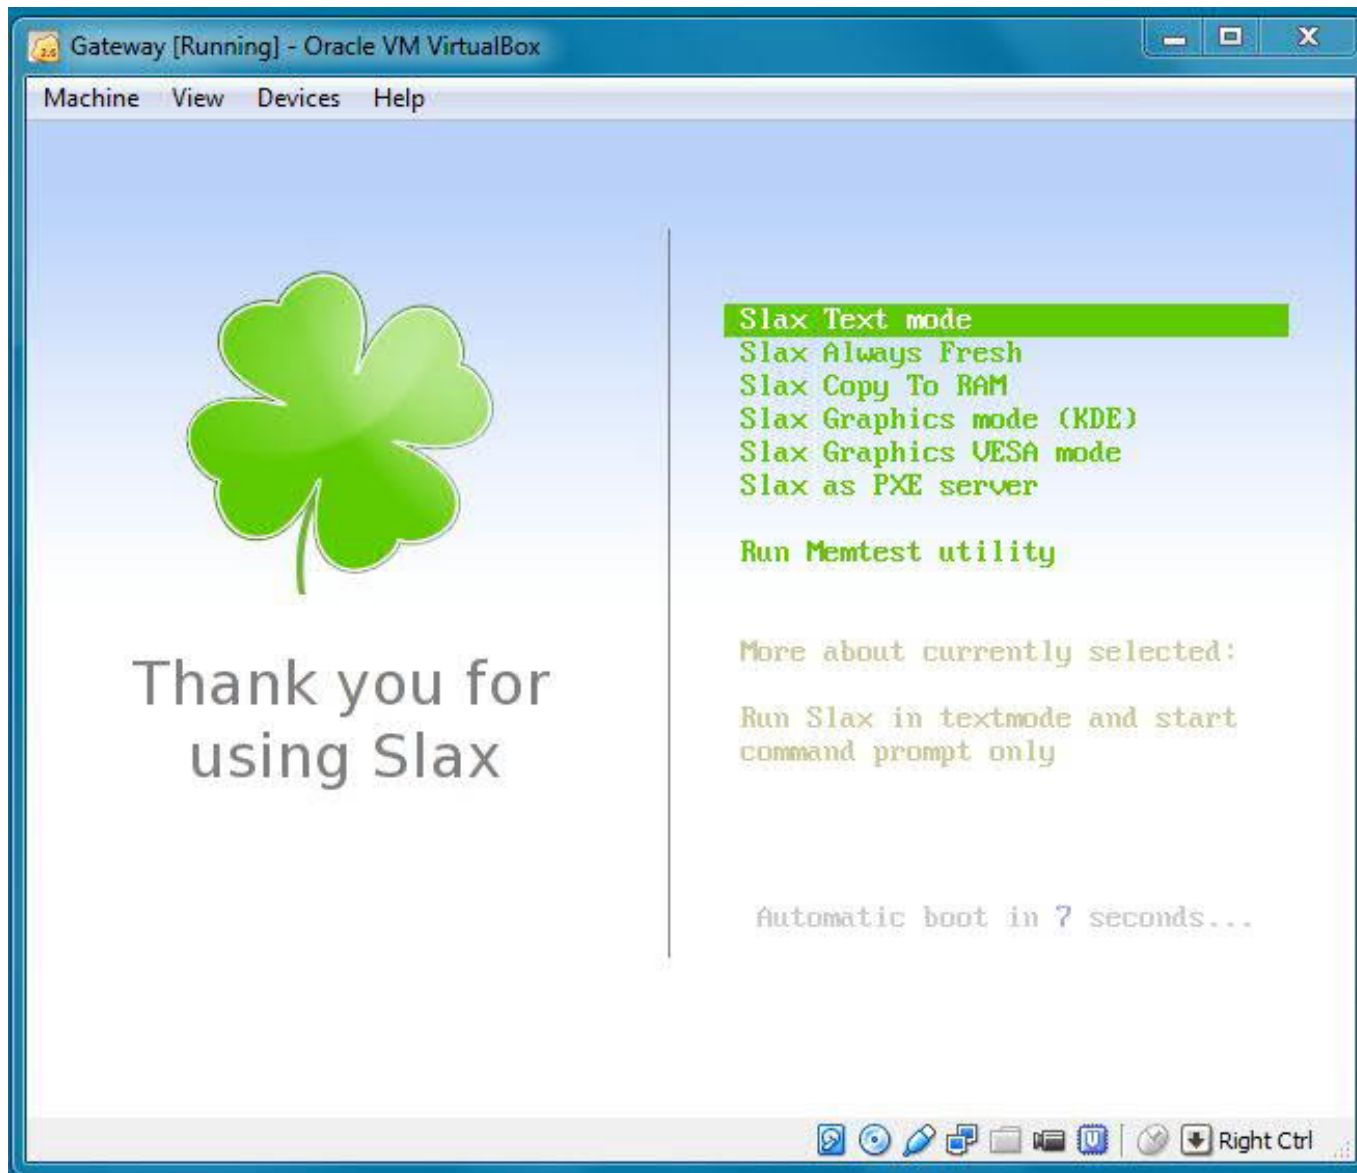 Gateway [Running] - Oracle VM VirtualBox
Machine View Devices Help
Thank you for
using Slax
Slax Text mode
Slax Always Fresh
Slax Copy To RAM
Slax Graphics mode (KDE)
Slax Graphics VESA mode
Slax as PXE server
Run Memtest utility
More about currently selected:
Run Slax in textmode and start
command prompt only
Automatic boot in 7 seconds...
Right Ctrl